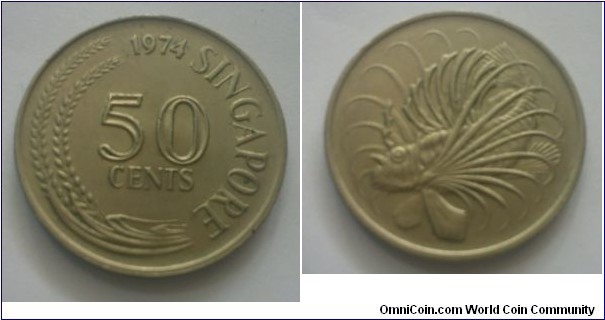 1974
SINGAPORE
50
CENTS
OmniCoin.com World Coin Community